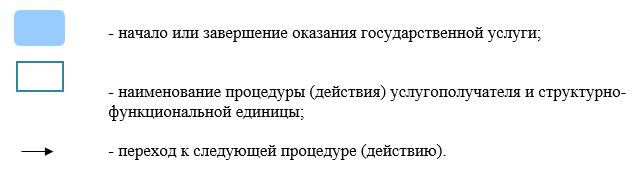 - начало или завершение оказания государственной услуги;
- наименование процедуры (действия) услугополучателя и структурно-
функциональной единицы;
- переход к следующей процедуре (действию).